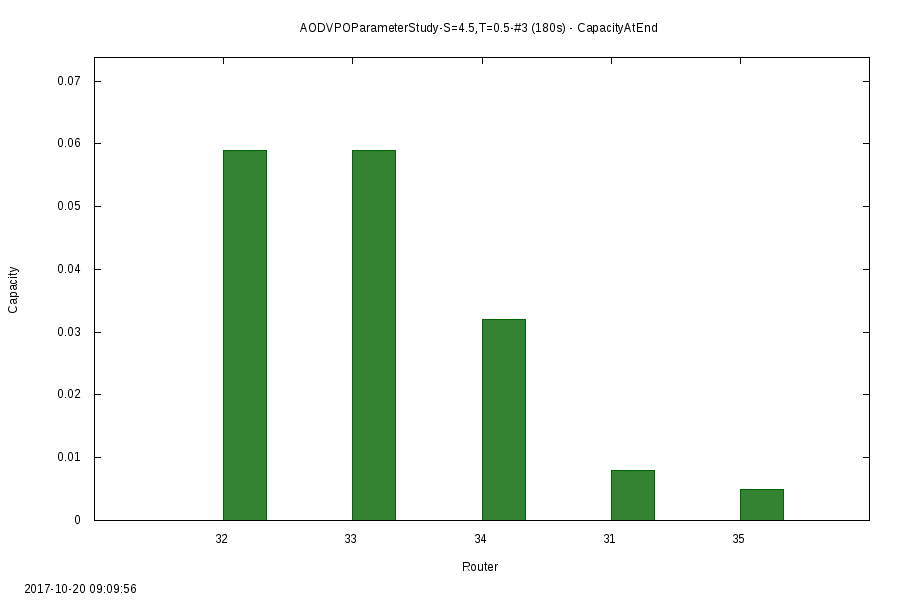 AODVPOParameterStudy-S=4.5,T=0.5-#3 (180s) - CapacityAtEnd
0.07
0.06
0.05
0.04
0.03
0.02
0.01
0
Capacity
32 33 34 31 35
Router
2017-10-20 09:09:56